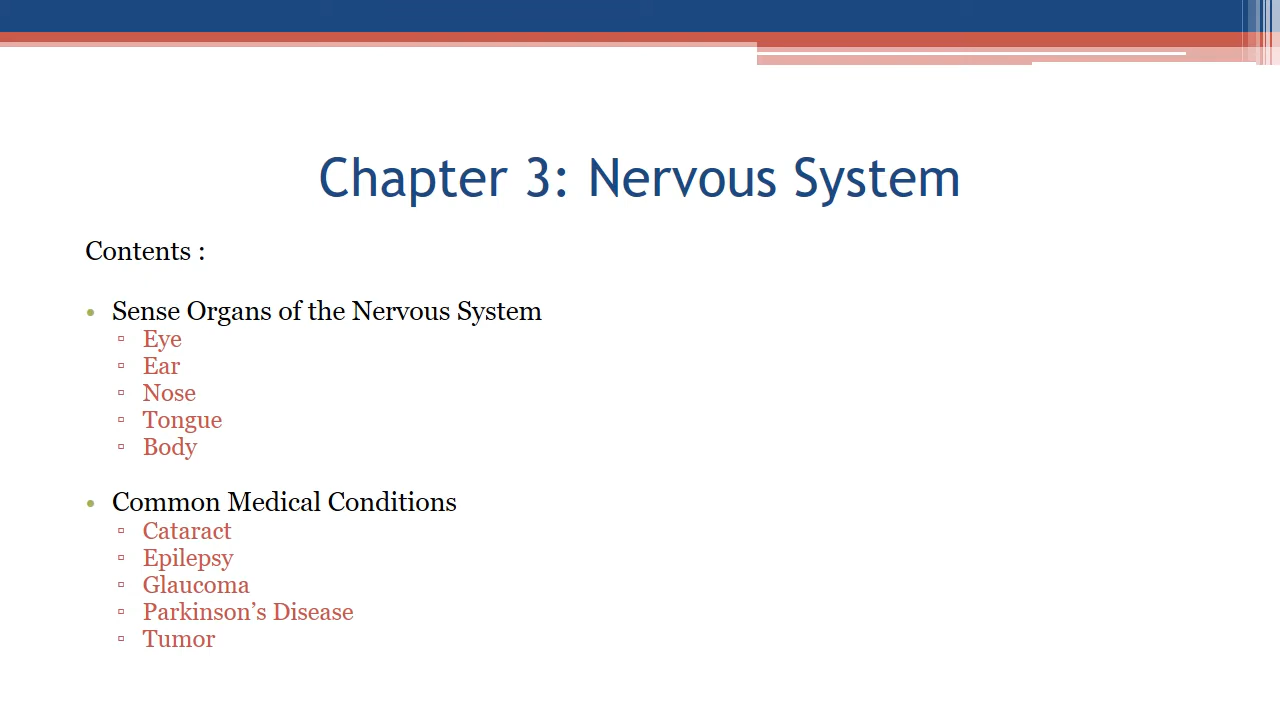 Chapter 3: Nervous System
Contents :
• Sense Organs of the Nervous System
▫ Eye
▫ Ear
▫ Nose
▫ Tongue
▫ Body
• Common Medical Conditions
▫ Cataract
▫ Epilepsy
▫ Glaucoma
▫ Parkinson’s Disease
▫ Tumor